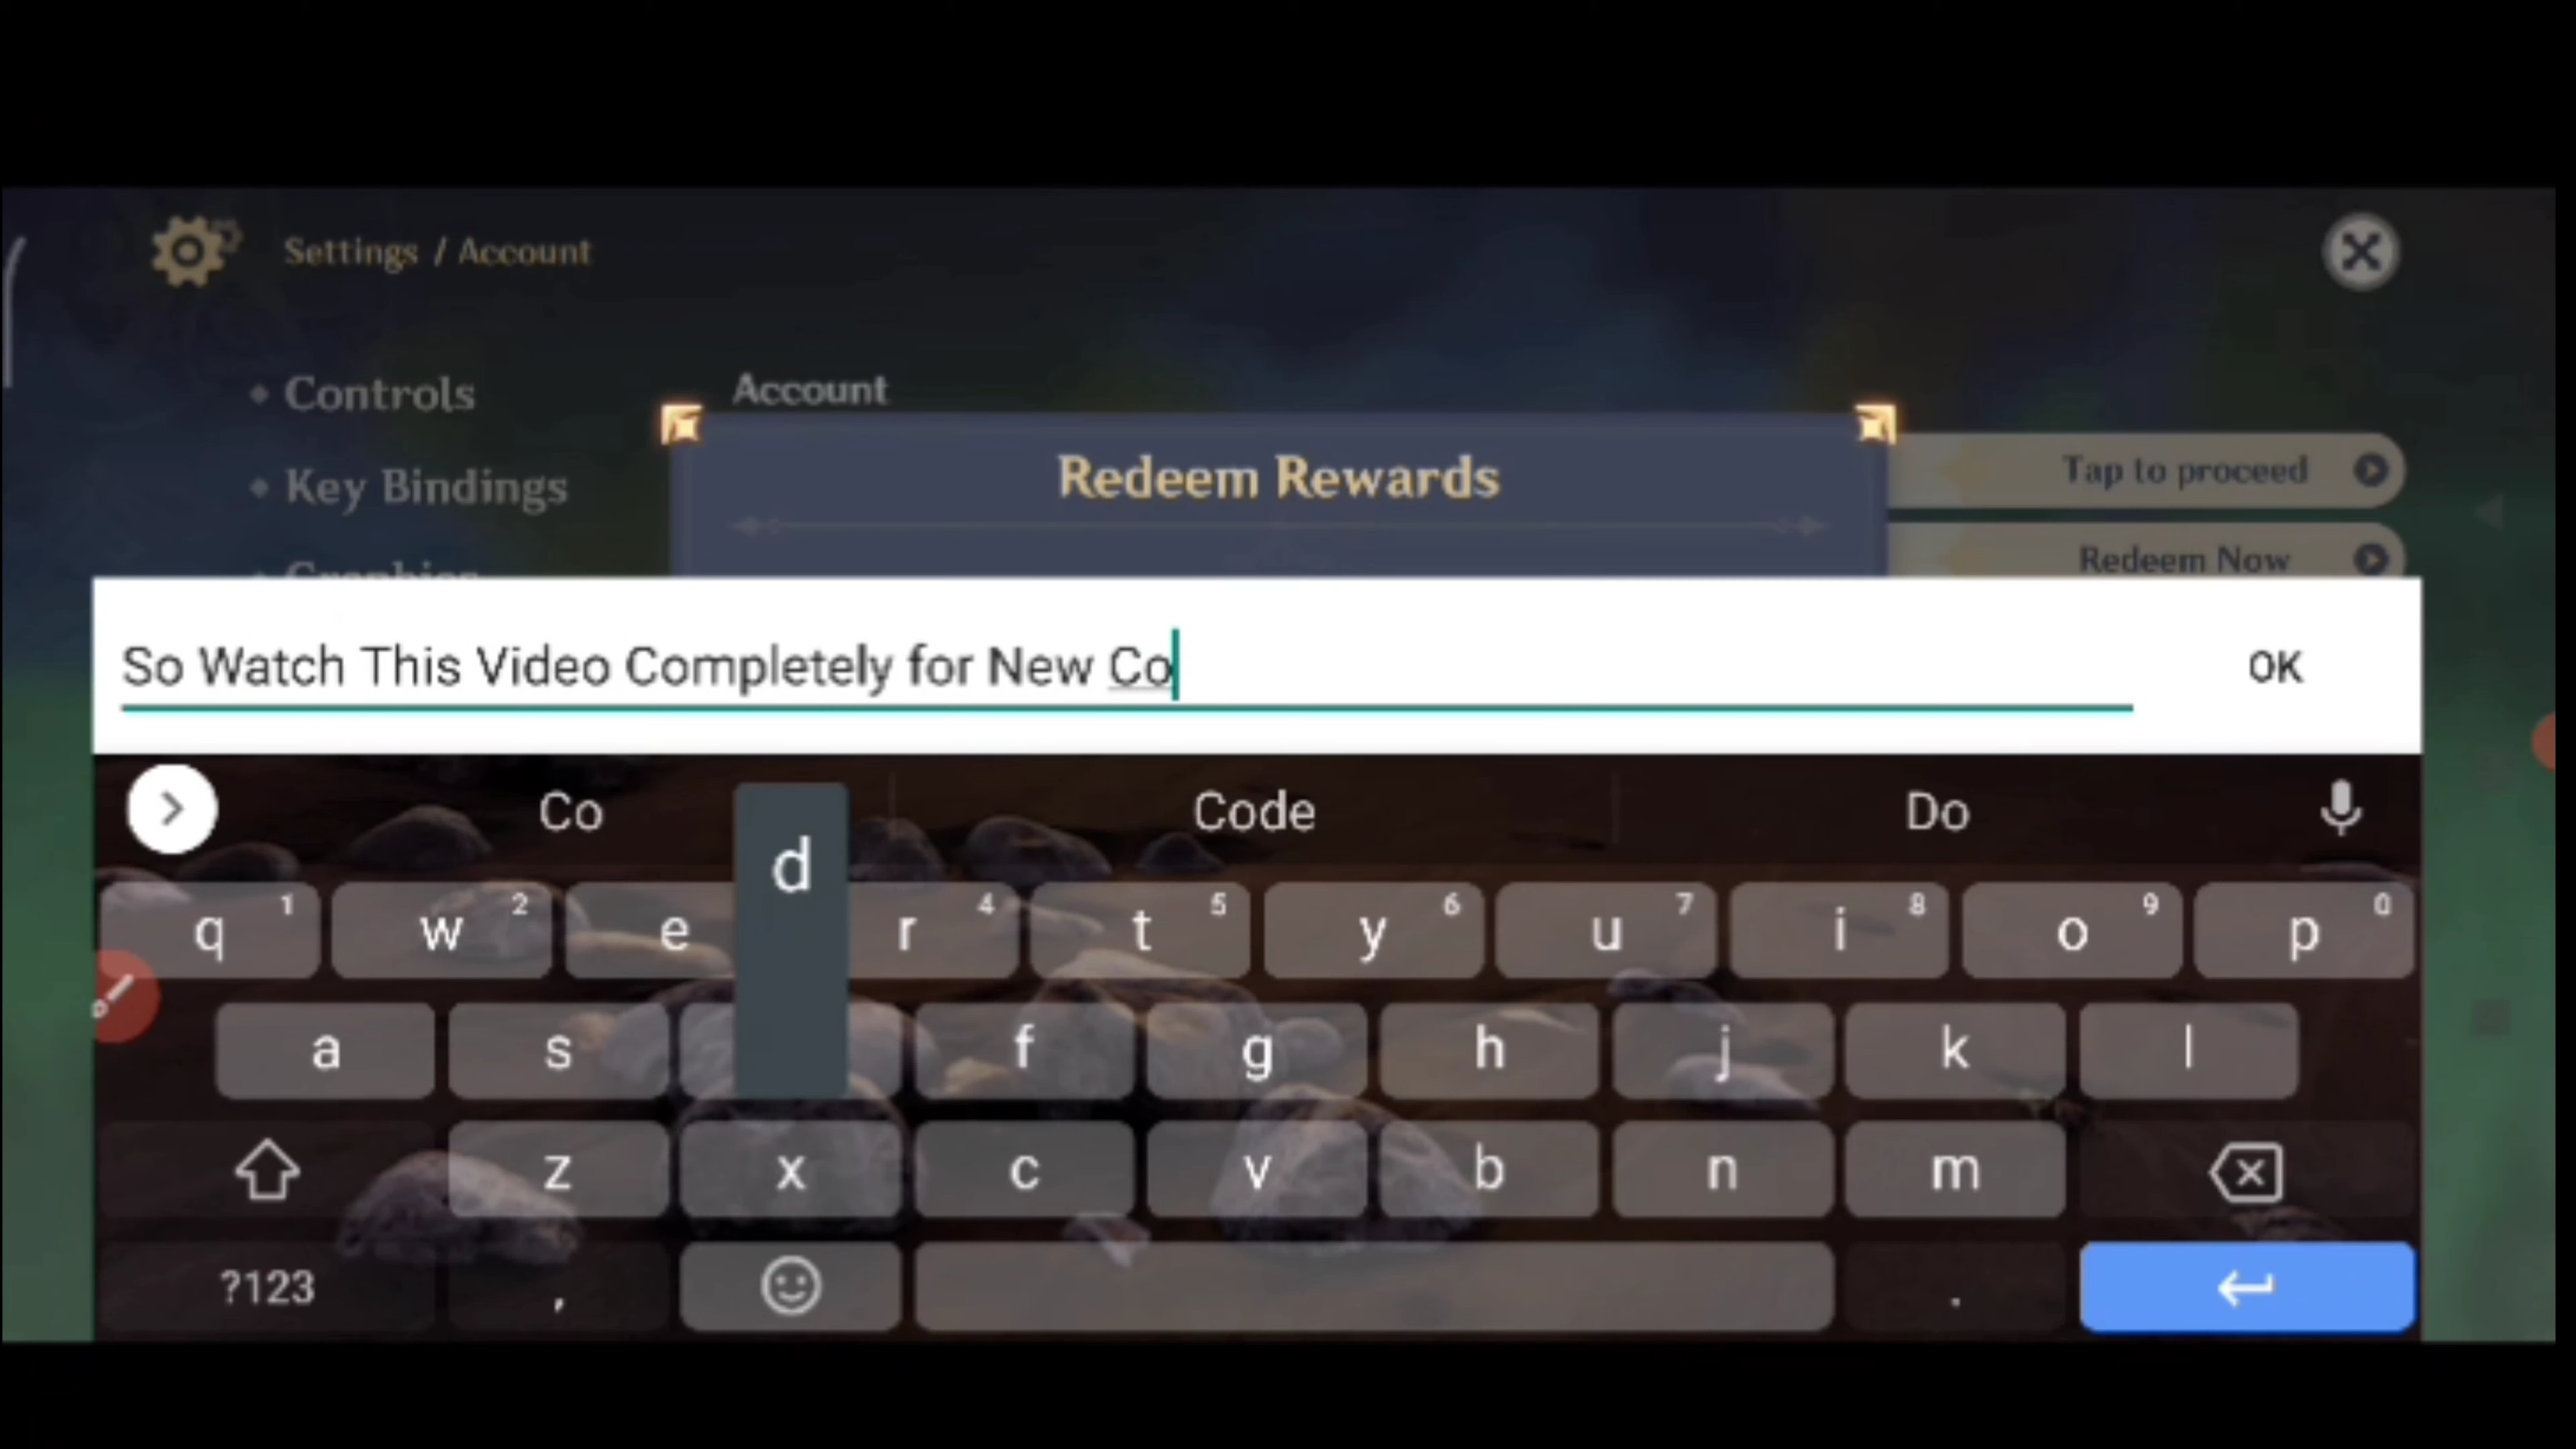 Settings / Account
Controls
Account
Key Bindings
Redeem Rewards
Tap to proceed
Graphics
Redeem Now
So Watch This Video Completely for New Co
OK
Co
Code
Do
d
q 1 w 2 e r 4 t 5 y 6 u 7 i 8 o 9 p 0
a s f g h j k l
z x c v b n m
?123 , .